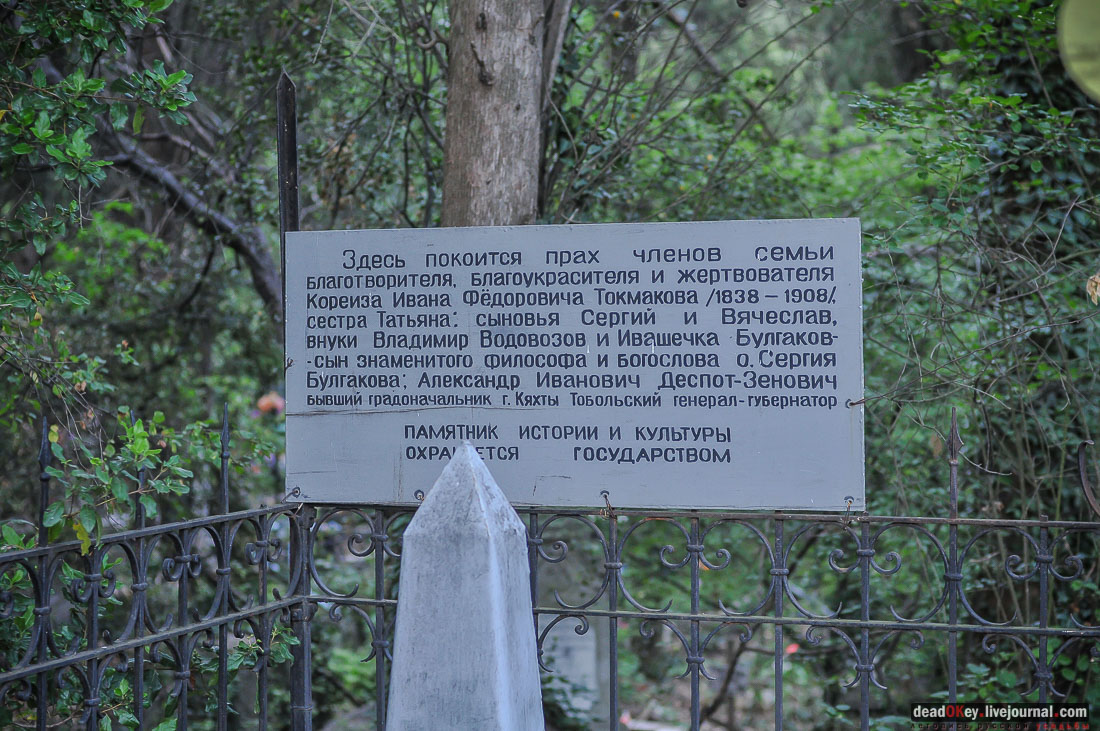 Здесь покоится прах членов семьи
благотворителя, благоукрасителя и жертвователя
Кореиза Ивана Фёдоровича Токмакова /1838 – 1908/,
сестра Татьяна: сыновья Сергий и Вячеслав,
внуки Владимир Водовозов и Ивашечка Булгаков-
-сын знаменитого философа и богослова о. Сергия
Булгакова; Александр Иванович Деспот-Зенович
бывший градоначальник г. Кяхты Тобольский генерал-губернатор
памятник истории и культуры
государством
deadOKey.livejournal.com